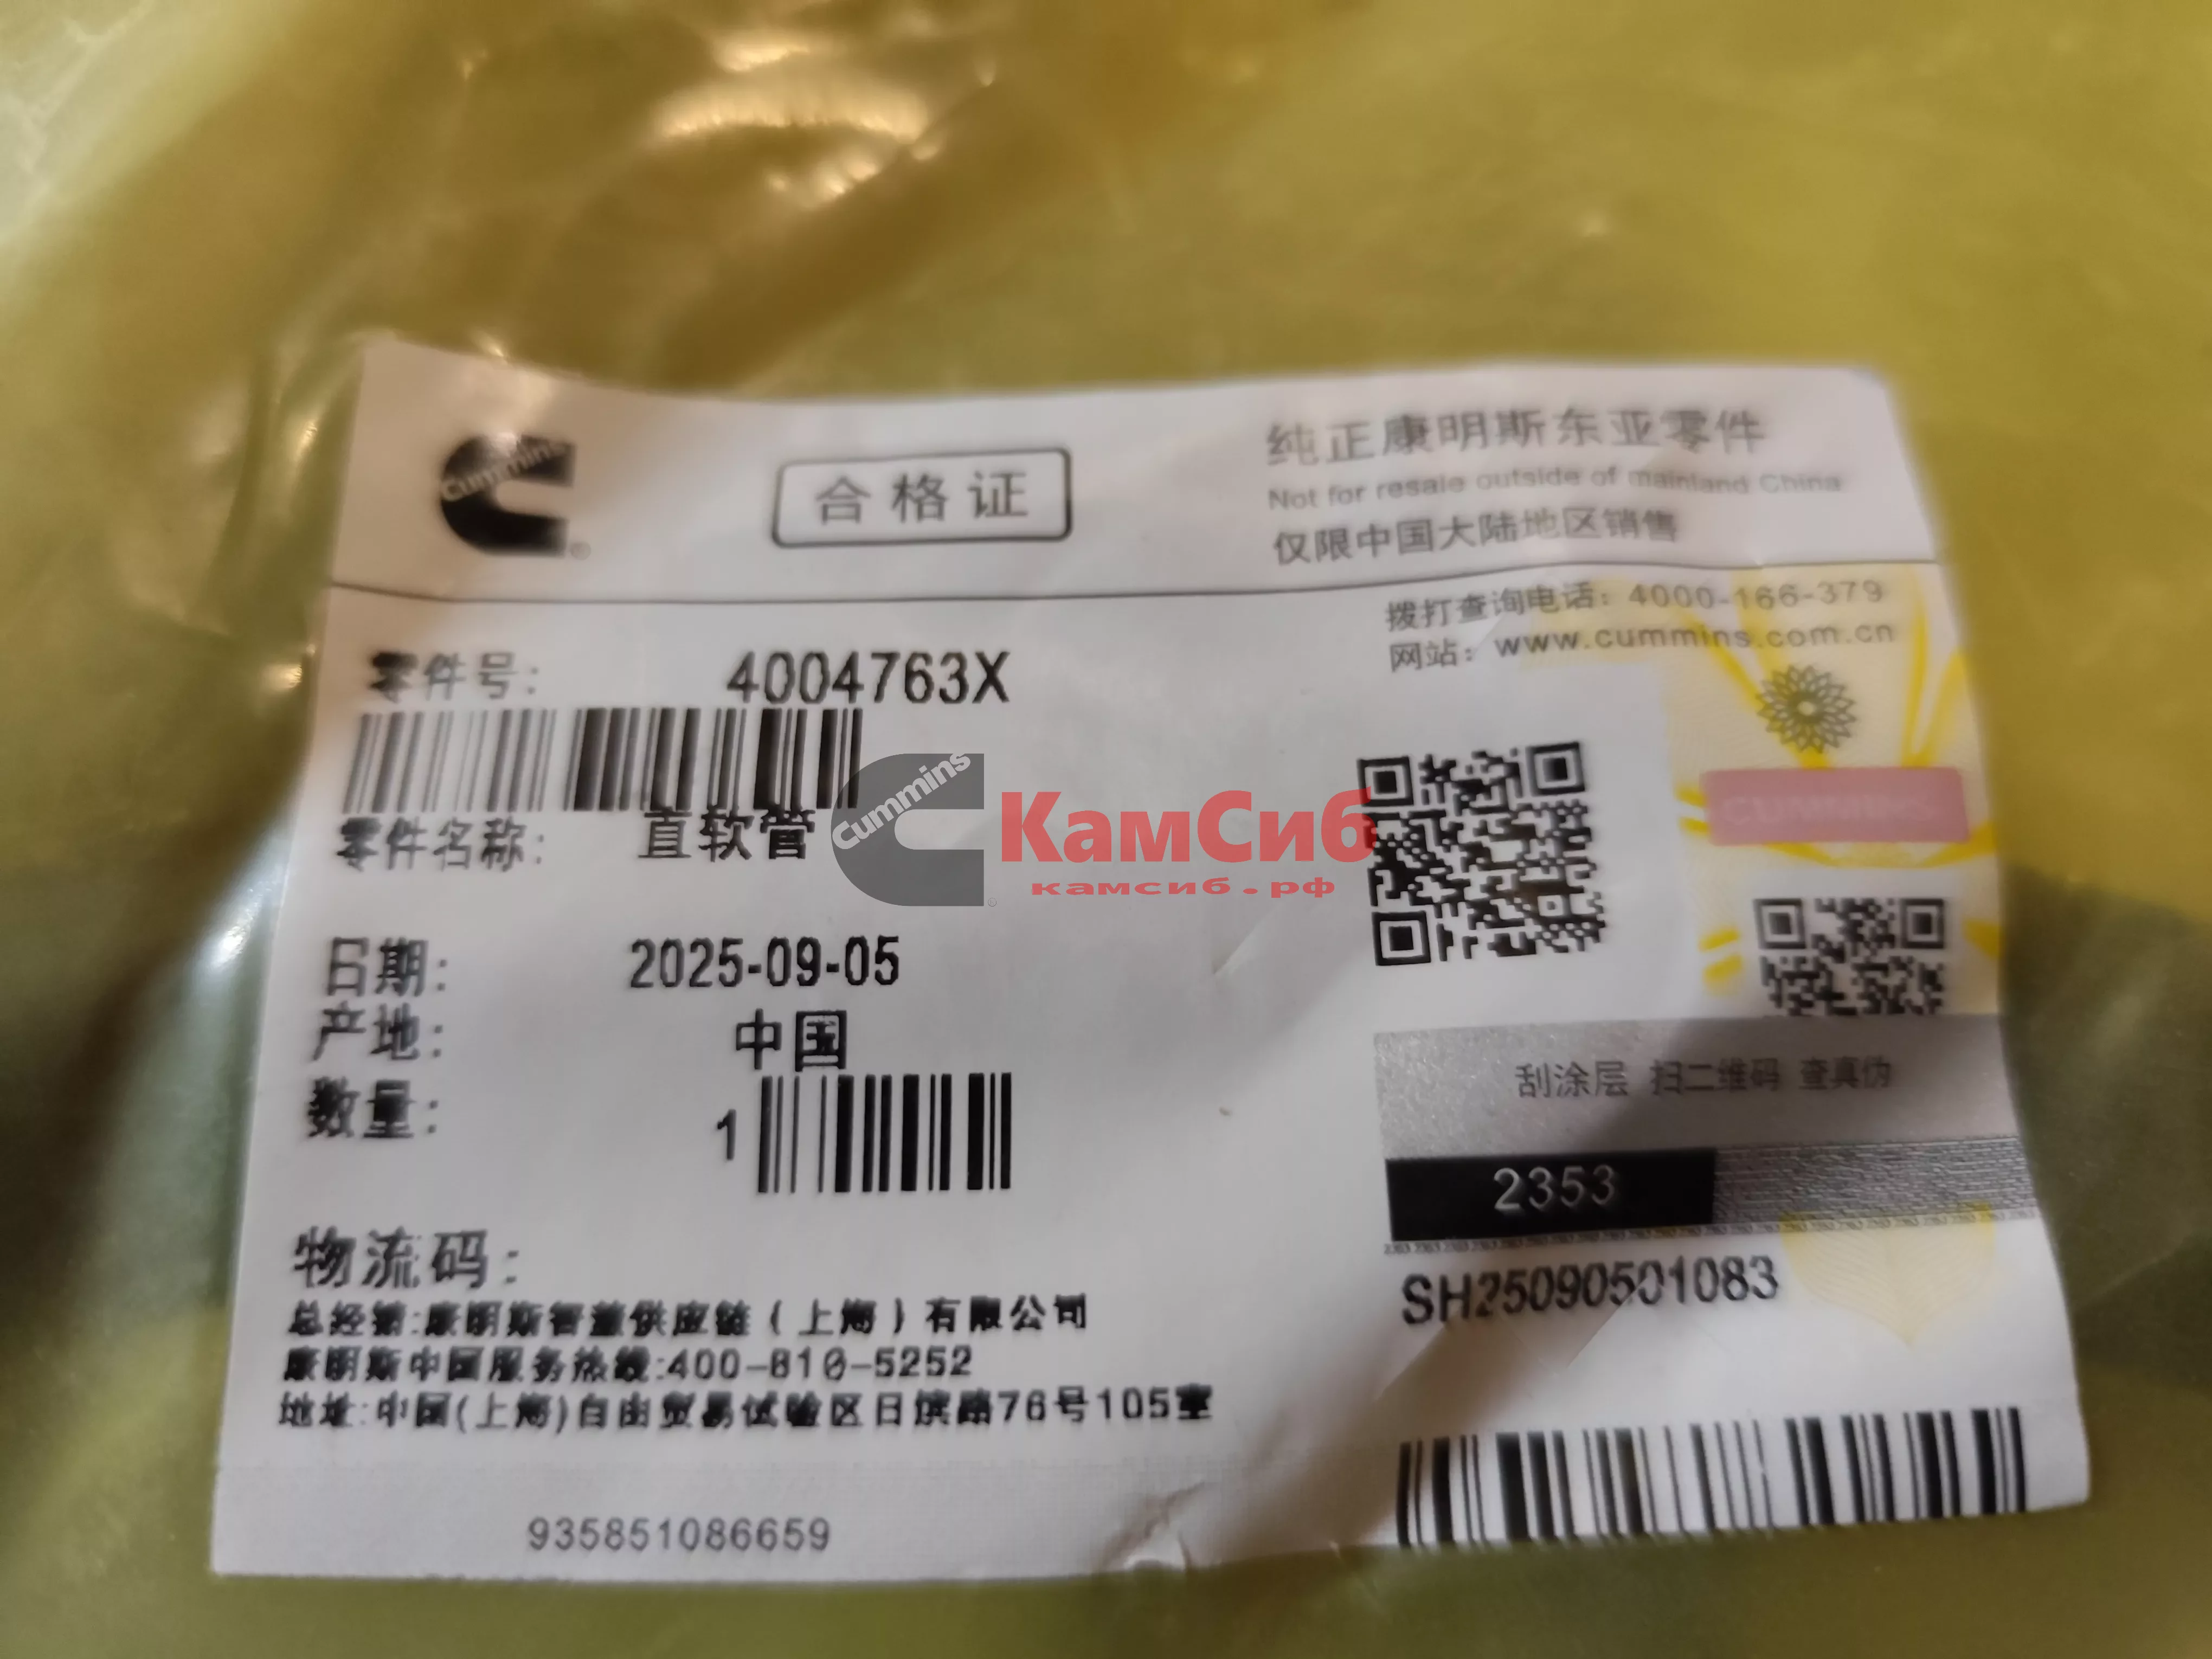 Cummins
®
合格证
纯正康明斯东亚零件
Not for resale outside of mainland China
仅限中国大陆地区销售
拨打查询电话：4000-166-379
网站：www.cummins.com.cn
零件号: 4004763X
零件名称: 直软管
Cummins
КамСиб
камсиб.рф
CUMMINS
日期: 2025-09-05
产地: 中国
数量: 1
刮涂层 扫二维码 查真伪
2353
SH25090501083
物流码:
总经销:康明斯智慧供应链（上海）有限公司
康明斯中国服务热线:400-810-5252
地址:中国(上海)自由贸易试验区日滨路76号105室
935851086659